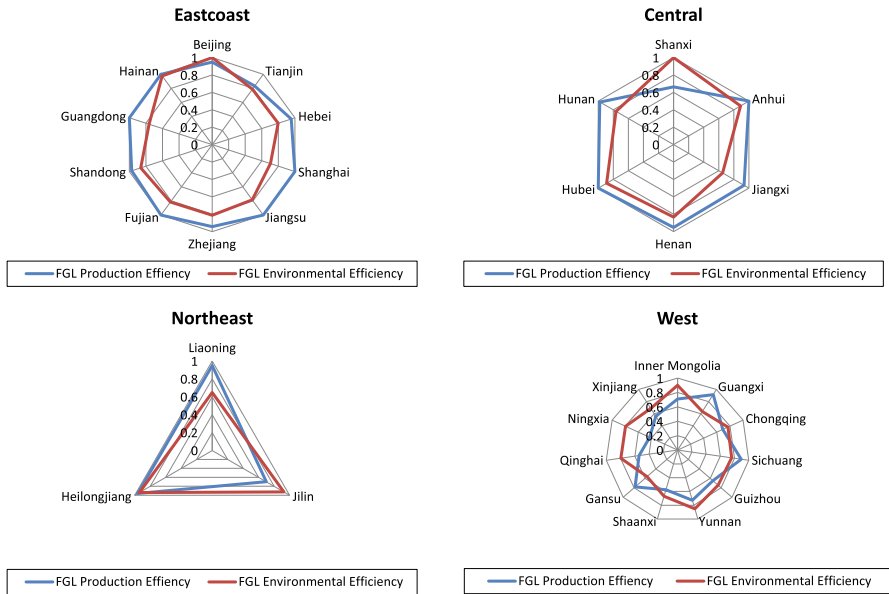 Eastcoast
Beijing
Tianjin
Hebei
Shanghai
Jiangsu
Zhejiang
Fujian
Shandong
Guangdong
Hainan
1
0.8
0.6
0.4
0.2
0
FGL Production Effiency
FGL Environmental Efficiency
Central
Shanxi
Anhui
Jiangxi
Henan
Hubei
Hunan
1
0.8
0.6
0.4
0.2
0
FGL Production Effiency
FGL Environmental Efficiency
Northeast
Liaoning
Jilin
Heilongjiang
1
0.8
0.6
0.4
0.2
0
FGL Production Effiency
FGL Environmental Efficiency
West
Inner Mongolia
Guangxi
Chongqing
Sichuang
Guizhou
Yunnan
Shaanxi
Gansu
Qinghai
Ningxia
Xinjiang
1
0.8
0.6
0.4
0.2
0
FGL Production Effiency
FGL Environmental Efficiency